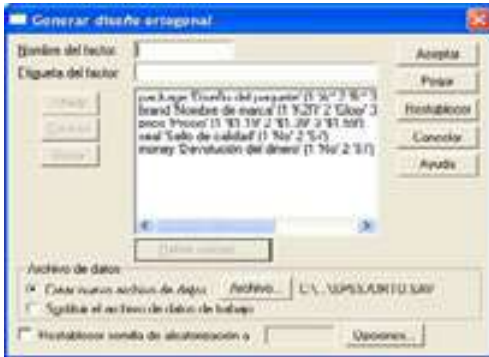 Generar diseño ortogonal
Nombre del factor:
Etiqueta del factor:
Aceptar
Pegar
Restablecer
Cancelar
Ayuda
package 'Diseño del paquete' (1 "A*" 2 "B*" 3
brand 'Nombre de marca' (1 'K2R' 2 'Glory' 3
price 'Precio' (1 '$1.19' 2 '$1.39' 3 '$1.59')
seal 'Sello de calidad' (1 'No' 2 'Sí')
money 'Devolución del dinero' (1 'No' 2 'Sí')
Archivo de datos
Crear nuevo archivo de datos
Archivo...
Sustituir el archivo de datos de trabajo
Restablecer semilla de aleatorización a
Opciones...